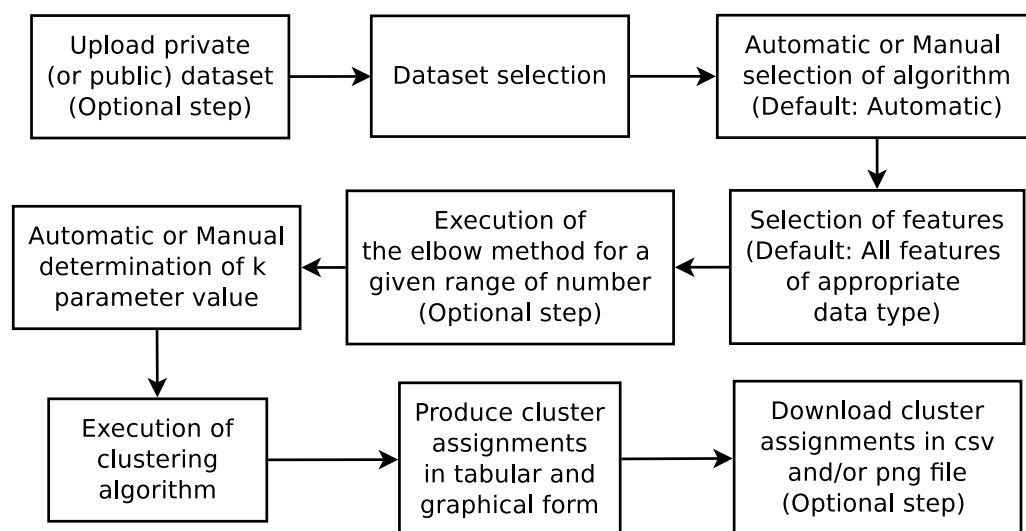 Upload private
(or public) dataset
(Optional step)
Dataset selection
Automatic or Manual
selection of algorithm
(Default: Automatic)
Selection of features
(Default: All features
of appropriate
data type)
Execution of
the elbow method for a
given range of number
(Optional step)
Automatic or Manual
determination of k
parameter value
Execution of
clustering
algorithm
Produce cluster
assignments
in tabular and
graphical form
Download cluster
assignments in csv
and/or png file
(Optional step)